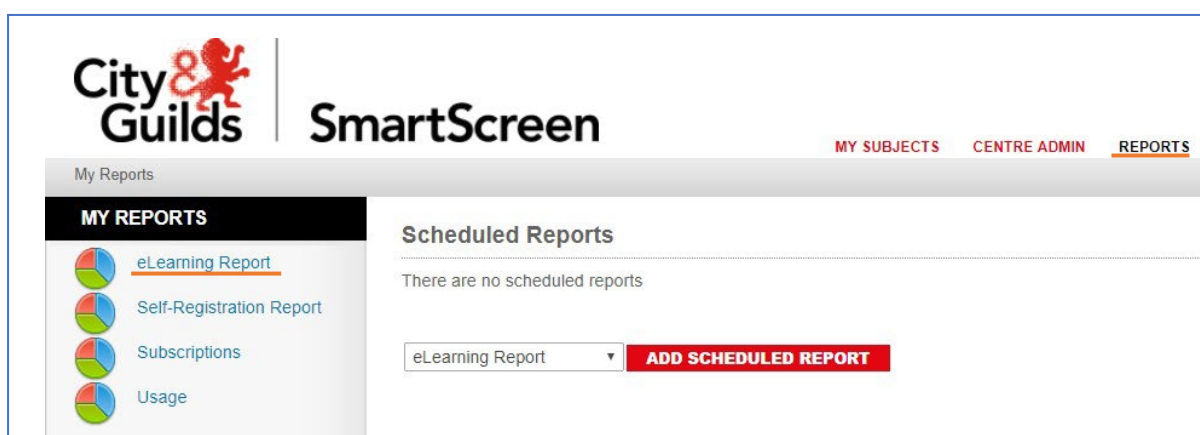 City&
Guilds
SmartScreen
MY SUBJECTS CENTRE ADMIN REPORTS
My Reports
MY REPORTS
eLearning Report
Self-Registration Report
Subscriptions
Usage
Scheduled Reports
There are no scheduled reports
eLearning Report ADD SCHEDULED REPORT